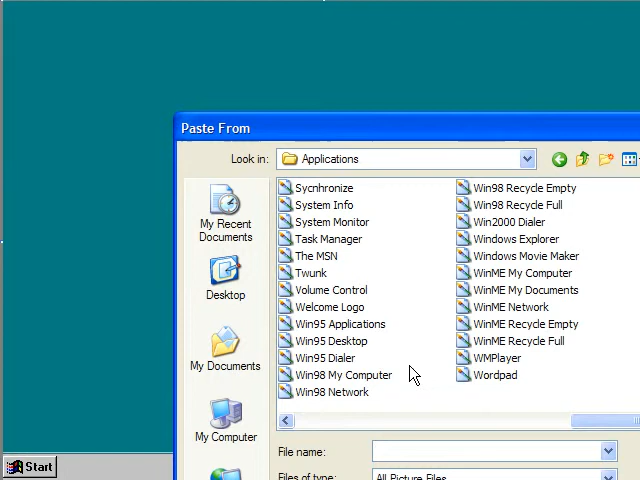 Paste From
Look in: Applications
My Recent Documents
Desktop
My Documents
My Computer
Sycnhronize
System Info
System Monitor
Task Manager
The MSN
Twunk
Volume Control
Welcome Logo
Win95 Applications
Win95 Desktop
Win95 Dialer
Win98 My Computer
Win98 Network
Win98 Recycle Empty
Win98 Recycle Full
Win2000 Dialer
Windows Explorer
Windows Movie Maker
WinME My Computer
WinME My Documents
WinME Network
WinME Recycle Empty
WinME Recycle Full
WMPlayer
Wordpad
File name:
Files of type: All Picture Files
Start